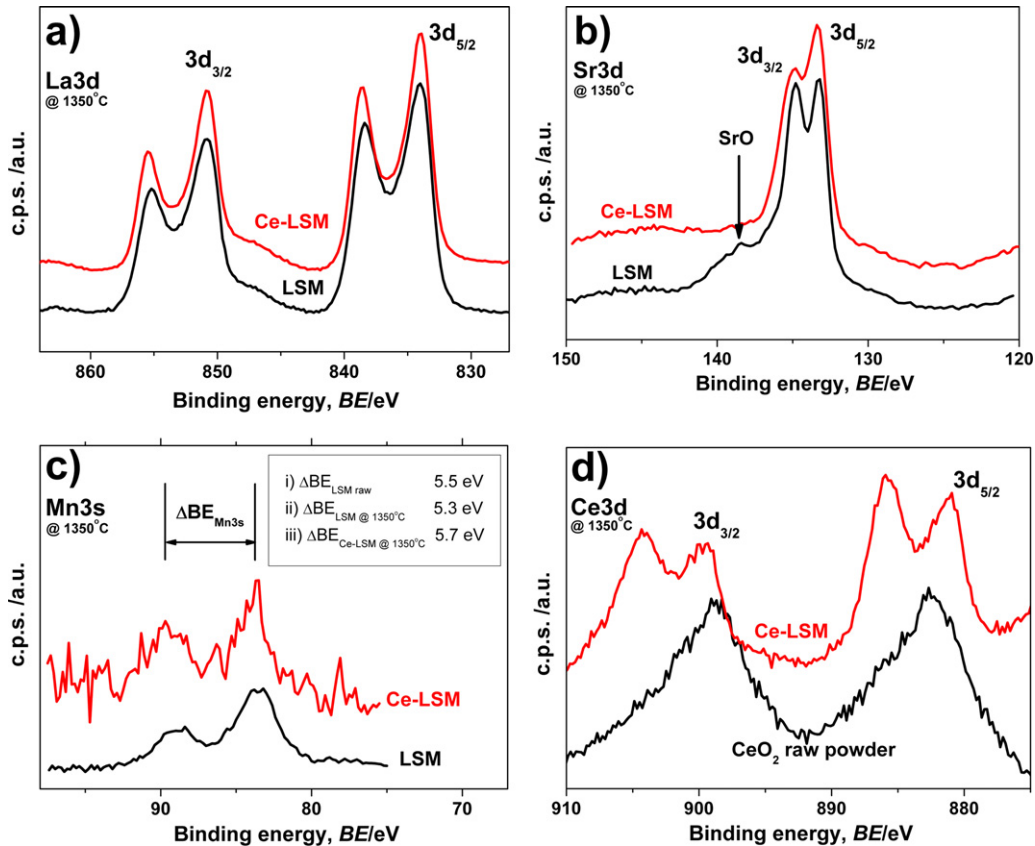 a)
La3d
@ 1350°C
3d3/2
3d5/2
Ce-LSM
LSM
c.p.s. /a.u.
860 850 840 830
Binding energy, BE/eV
b)
Sr3d
@ 1350°C
3d3/2
3d5/2
SrO
Ce-LSM
LSM
c.p.s. /a.u.
150 140 130 120
Binding energy, BE/eV
c)
Mn3s
@ 1350°C
ΔBEMn3s
i) ΔBELSM raw 5.5 eV
ii) ΔBELSM @ 1350°C 5.3 eV
iii) ΔBECe-LSM @ 1350°C 5.7 eV
Ce-LSM
LSM
c.p.s. /a.u.
90 80 70
Binding energy, BE/eV
d)
Ce3d
@ 1350°C
3d3/2
3d5/2
Ce-LSM
CeO2 raw powder
c.p.s. /a.u.
910 900 890 880
Binding energy, BE/eV